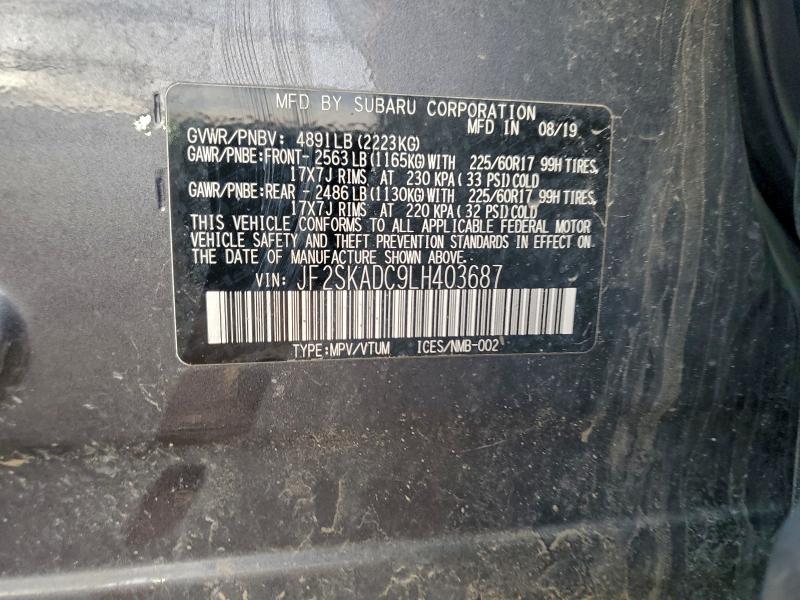 MFD BY SUBARU CORPORATION
MFD IN 08/19
GVWR/PNBV: 4891LB (2223KG)
GAWR/PNBE:FRONT- 2563LB(1165KG)WITH 225/60R17 99H TIRES,
17X7J RIMS AT 230 KPA( 33 PSI)COLD
GAWR/PNBE:REAR - 2486LB(1130KG)WITH 225/60R17 99H TIRES,
17X7J RIMS AT 220 KPA( 32 PSI)COLD
THIS VEHICLE CONFORMS TO ALL APPLICABLE FEDERAL MOTOR
VEHICLE SAFETY AND THEFT PREVENTION STANDARDS IN EFFECT ON
THE DATE OF MANUFACTURE SHOWN ABOVE.
VIN: JF2SKADC9LH403687
TYPE:MPV/VTUM ICES/NMB-002